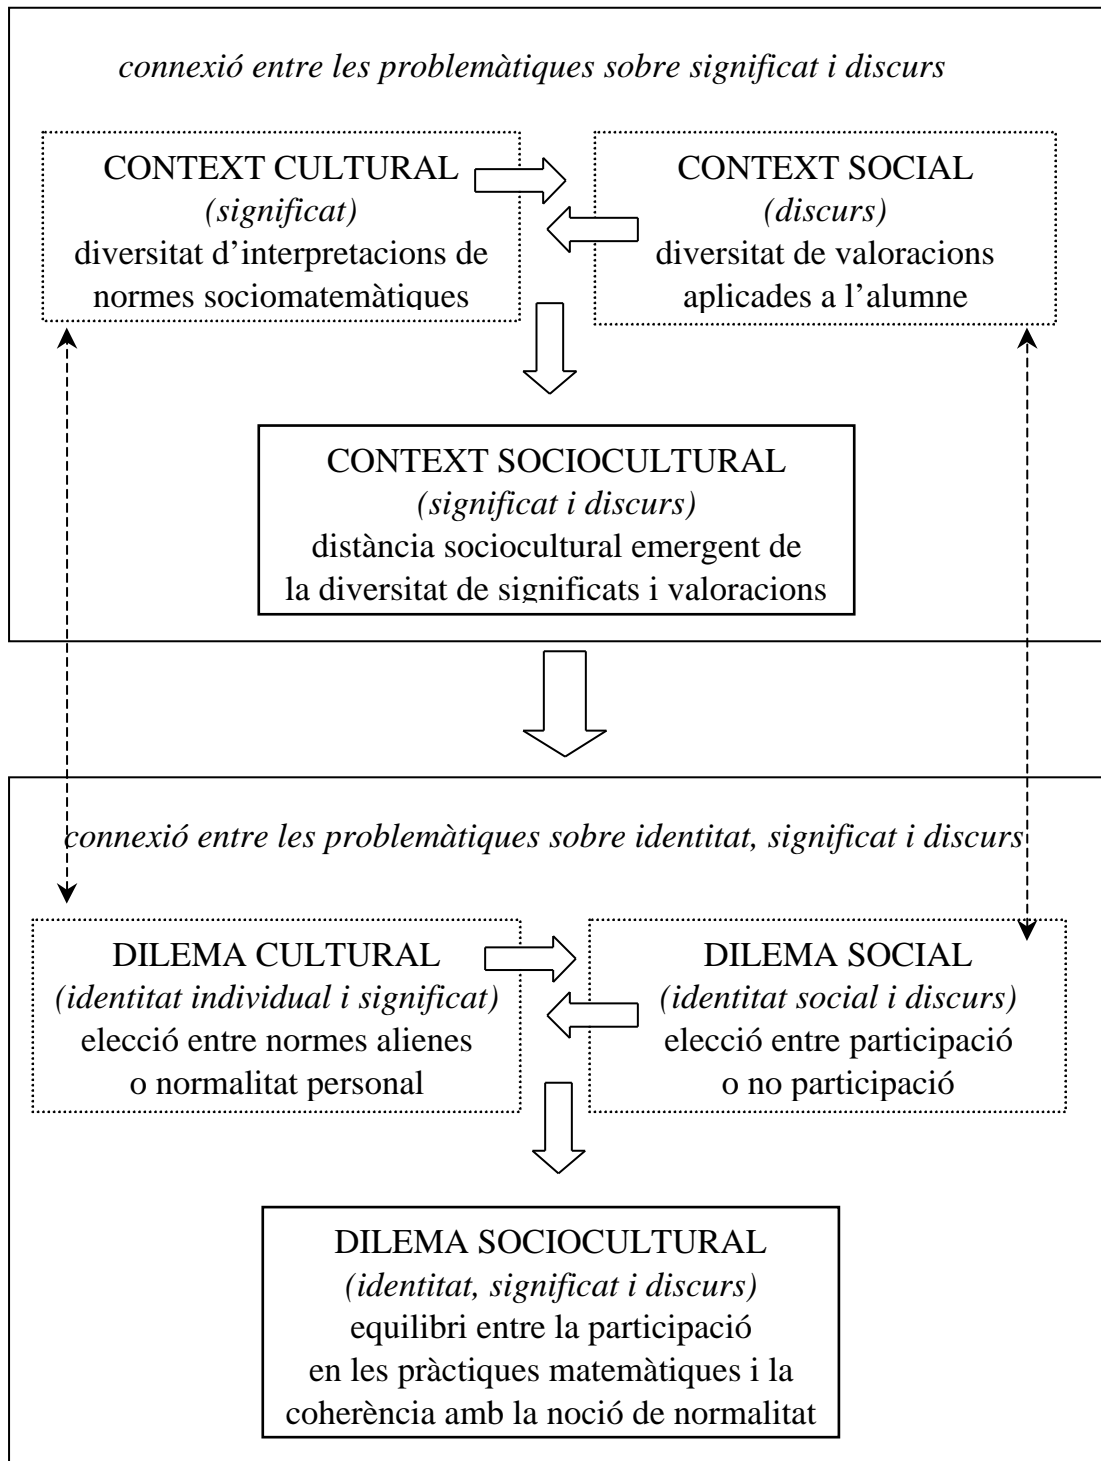 connexió entre les problemàtiques sobre significat i discurs
CONTEXT CULTURAL
(significat)
diversitat d’interpretacions de
normes sociomatemàtiques
CONTEXT SOCIAL
(discurs)
diversitat de valoracions
aplicades a l’alumne
CONTEXT SOCIOCULTURAL
(significat i discurs)
distància sociocultural emergent de
la diversitat de significats i valoracions
connexió entre les problemàtiques sobre identitat, significat i discurs
DILEMA CULTURAL
(identitat individual i significat)
elecció entre normes alienes
o normalitat personal
DILEMA SOCIAL
(identitat social i discurs)
elecció entre participació
o no participació
DILEMA SOCIOCULTURAL
(identitat, significat i discurs)
equilibri entre la participació
en les pràctiques matemàtiques i la
coherència amb la noció de normalitat